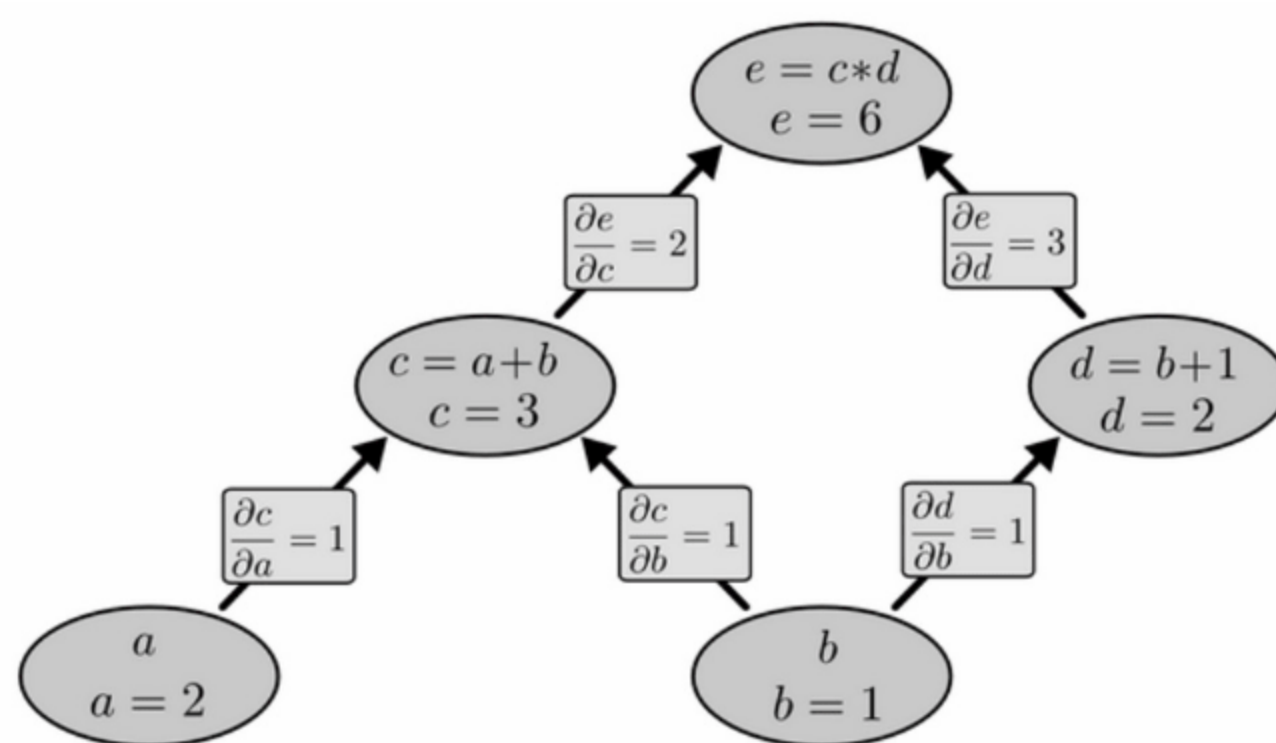 e = c*d
e = 6
∂e/∂c = 2
∂e/∂d = 3
c = a+b
c = 3
d = b+1
d = 2
∂c/∂a = 1
∂c/∂b = 1
∂d/∂b = 1
a
a = 2
b
b = 1